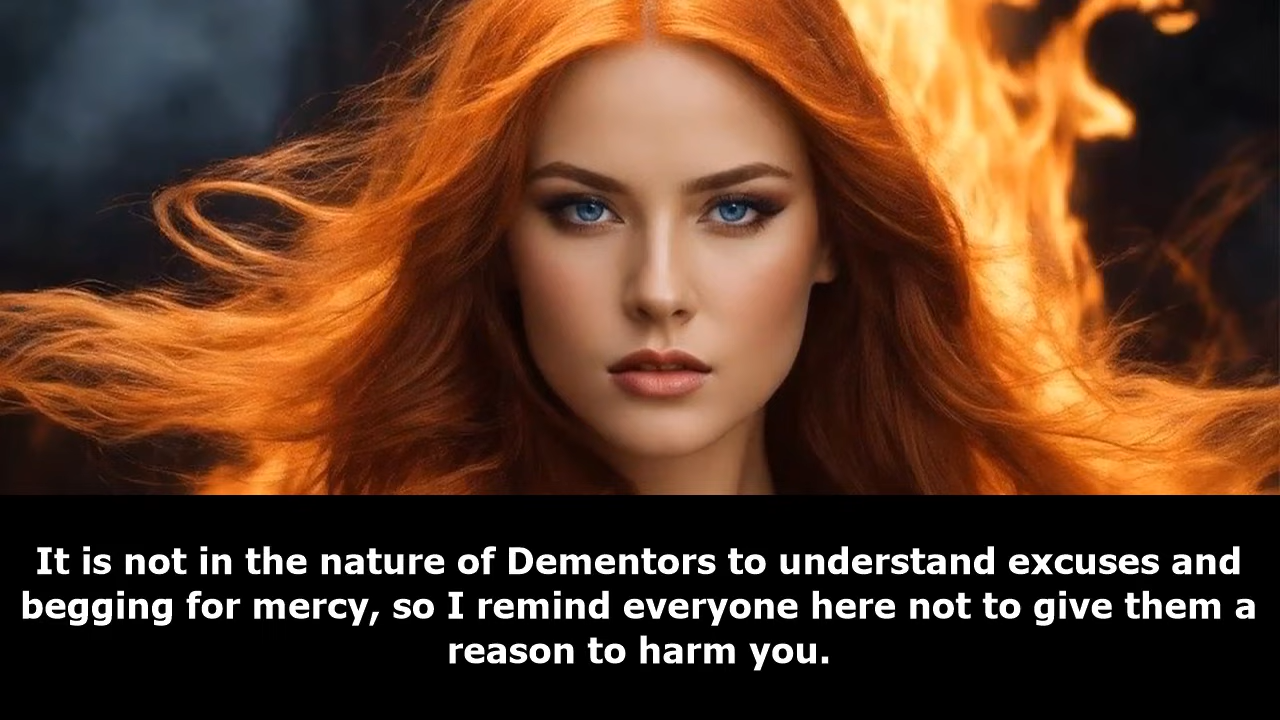 It is not in the nature of Dementors to understand excuses and
begging for mercy, so I remind everyone here not to give them a
reason to harm you.